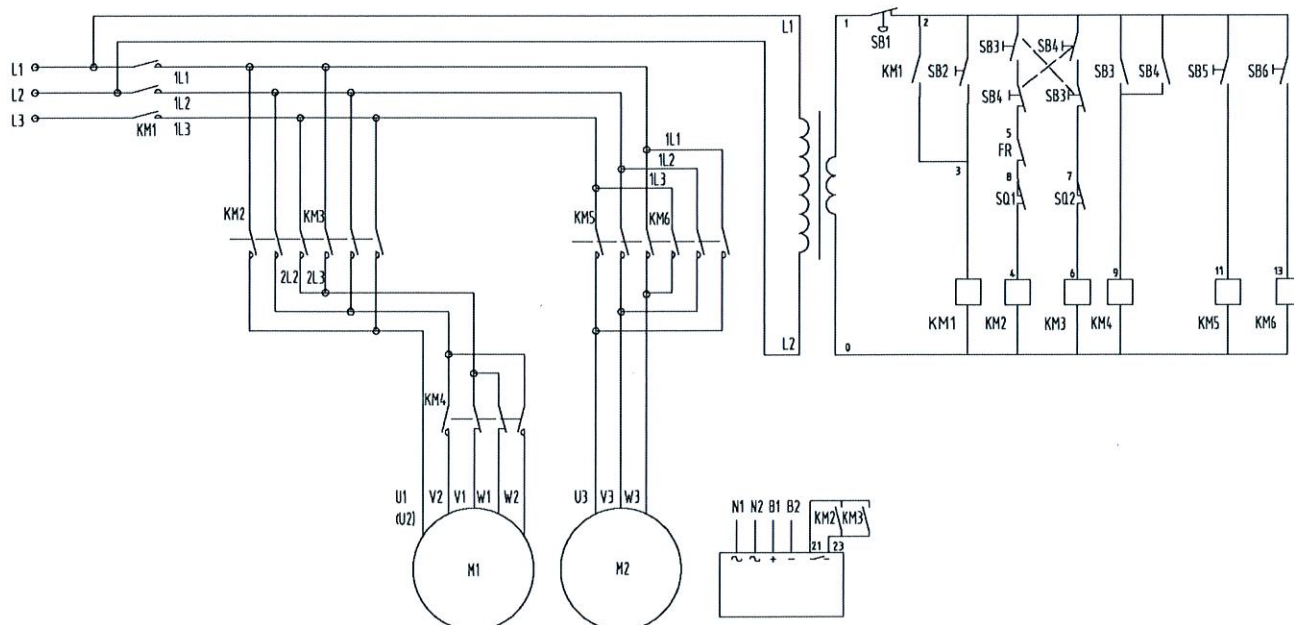 L1
1
2
SB1
SB3
SB4
L1
1L1
KM1
SB2
SB3
SB4
SB5
SB6
L2
1L2
SB4
SB3
L3
KM1
1L3
1L1
5
FR
1L2
3
1L3
8
7
SQ1
SQ2
KM2
KM3
KM5
KM6
2L2
2L3
4
6
9
11
13
KM1
KM2
KM3
KM4
KM5
KM6
L2
0
KM4
U1
V2
V1
W1
W2
U3
V3
W3
(U2)
N1
N2
B1
B2
KM2
KM3
21
23
~
~
+
−
M1
M2